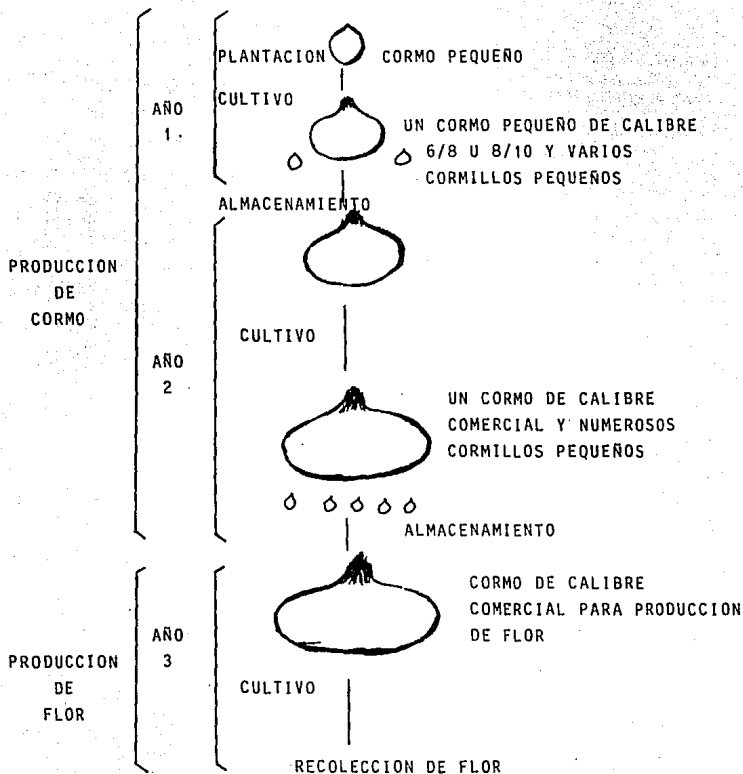 PLANTACION
CORMO PEQUEÑO
CULTIVO
AÑO
1.
UN CORMO PEQUEÑO DE CALIBRE
6/8 U 8/10 Y VARIOS
CORMILLOS PEQUEÑOS
ALMACENAMIENTO
PRODUCCION
DE
CORMO
CULTIVO
AÑO
2
UN CORMO DE CALIBRE
COMERCIAL Y NUMEROSOS
CORMILLOS PEQUEÑOS
ALMACENAMIENTO
CORMO DE CALIBRE
COMERCIAL PARA PRODUCCION
DE FLOR
AÑO
3
PRODUCCION
DE
FLOR
CULTIVO
RECOLECCION DE FLOR